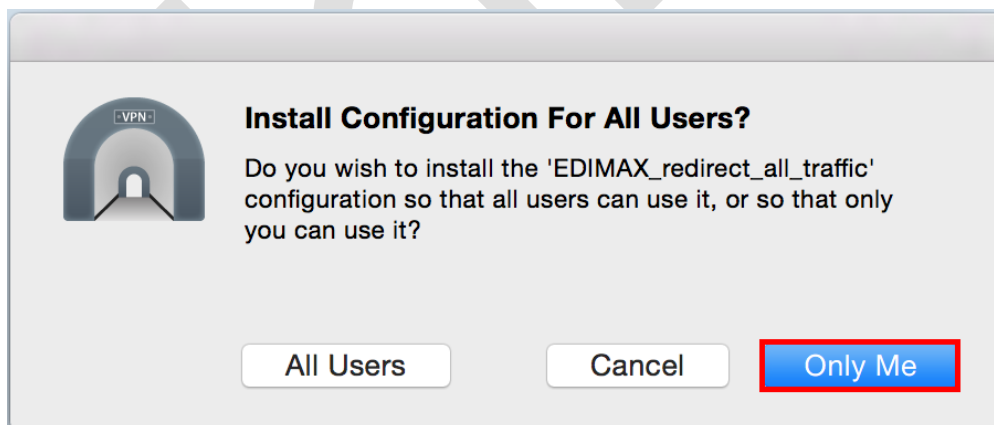 VPN
Install Configuration For All Users?
Do you wish to install the 'EDIMAX_redirect_all_traffic'
configuration so that all users can use it, or so that only
you can use it?
All Users
Cancel
Only Me